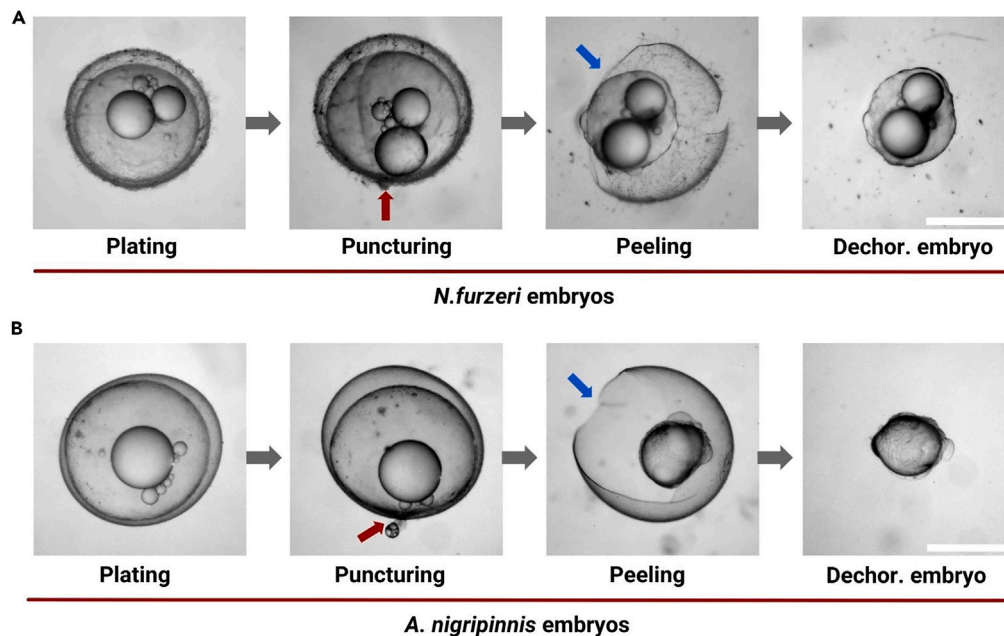 A
Plating
Puncturing
Peeling
Dechor. embryo
N.furzeri embryos
B
Plating
Puncturing
Peeling
Dechor. embryo
A. nigripinnis embryos